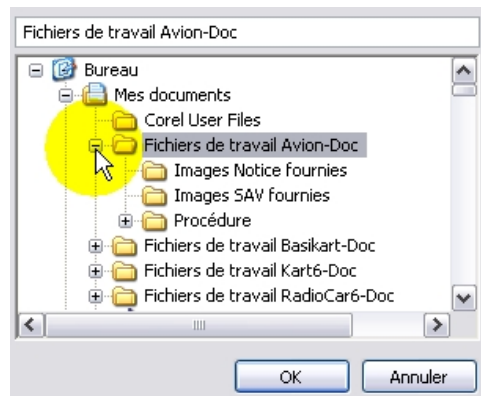 Fichiers de travail Avion-Doc
Bureau
Mes documents
Corel User Files
Fichiers de travail Avion-Doc
Images Notice fournies
Images SAV fournies
Procédure
Fichiers de travail Basikart-Doc
Fichiers de travail Kart6-Doc
Fichiers de travail RadioCar6-Doc
OK Annuler